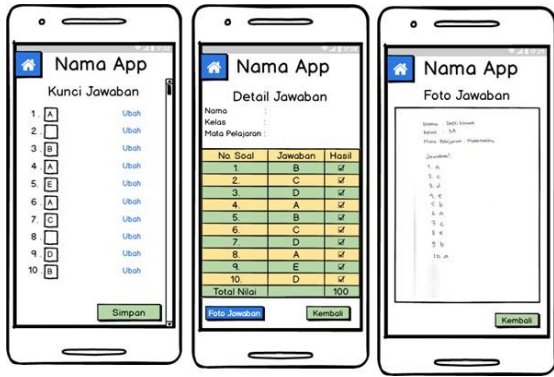 Nama App
Kunci Jawaban
1. A Ubah
2. Ubah
3. B Ubah
4. A Ubah
5. E Ubah
6. A Ubah
7. C Ubah
8. Ubah
9. D Ubah
10. B Ubah
Simpan
Nama App
Detail Jawaban
Nama :
Kelas :
Mata Pelajaran :
No. Soal Jawaban Hasil
1. B
2. C
3. D
4. A
5. B
6. C
7. D
8. A
9. E
10. D
Total Nilai 100
Foto Jawaban Kembali
Nama App
Foto Jawaban
Nama :
Kelas : 3A
Mata Pelajaran : Matematika
Jawaban!
1. a
2. c
3. d
4. e
5. b
6. a
7. c
8. e
9. b
10. a
Kembali